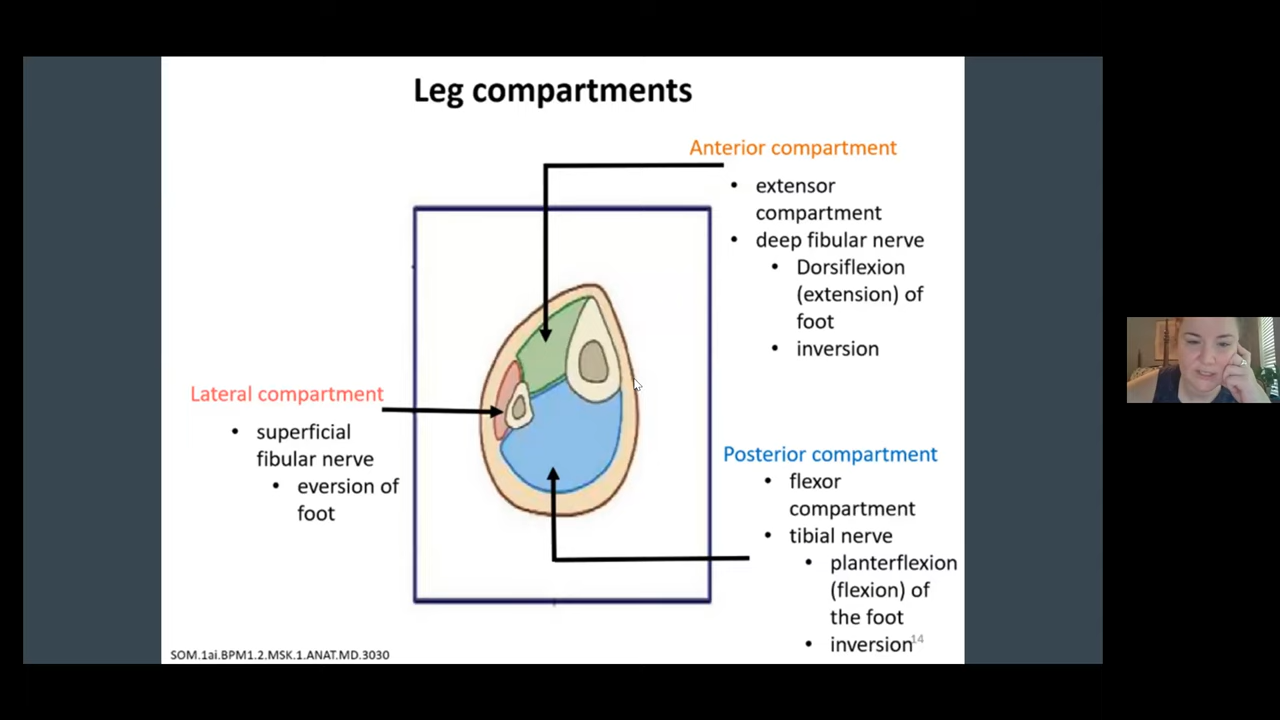 Leg compartments
Anterior compartment
• extensor
compartment
• deep fibular nerve
• Dorsiflexion
(extension) of
foot
• inversion
Lateral compartment
• superficial
fibular nerve
• eversion of
foot
Posterior compartment
• flexor
compartment
• tibial nerve
• planterflexion
(flexion) of
the foot
• inversion
14
SOM.1ai.BPM1.2.MSK.1.ANAT.MD.3030